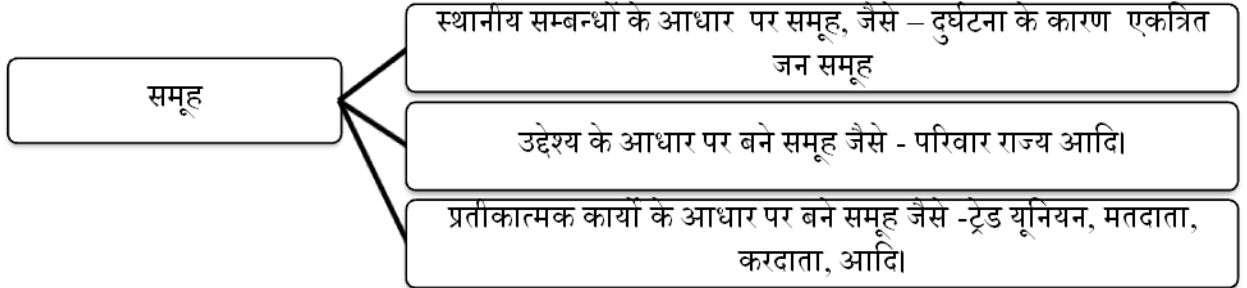 समूह
स्थानीय सम्बन्धों के आधार पर समूह, जैसे – दुर्घटना के कारण एकत्रित
जन समूह
उद्देश्य के आधार पर बने समूह जैसे - परिवार राज्य आदि।
प्रतीकात्मक कार्यो के आधार पर बने समूह जैसे -ट्रेड यूनियन, मतदाता,
करदाता, आदि।